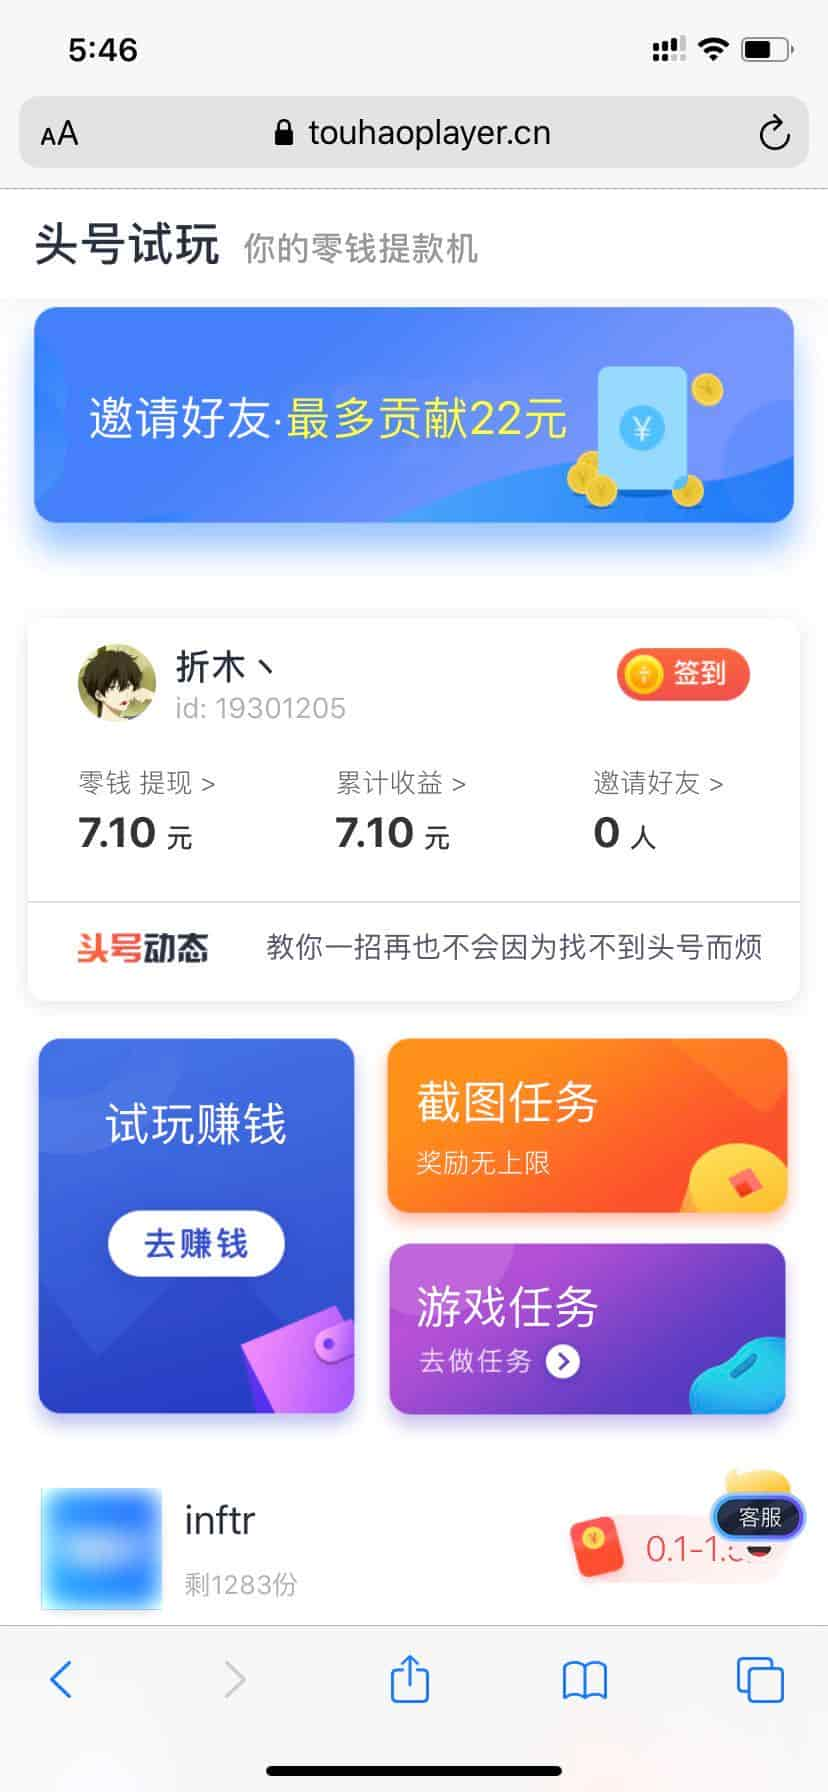 5:46
AA touhaoplayer.cn
头号试玩 你的零钱提款机
邀请好友·最多贡献22元
¥
折木丶
id: 19301205
签到
零钱 提现 > 累计收益 > 邀请好友 >
7.10 元 7.10 元 0 人
头号动态 教你一招再也不会因为找不到头号而烦
试玩赚钱
去赚钱
截图任务
奖励无上限
游戏任务
去做任务
inftr
剩1283份
0.1-1.
客服